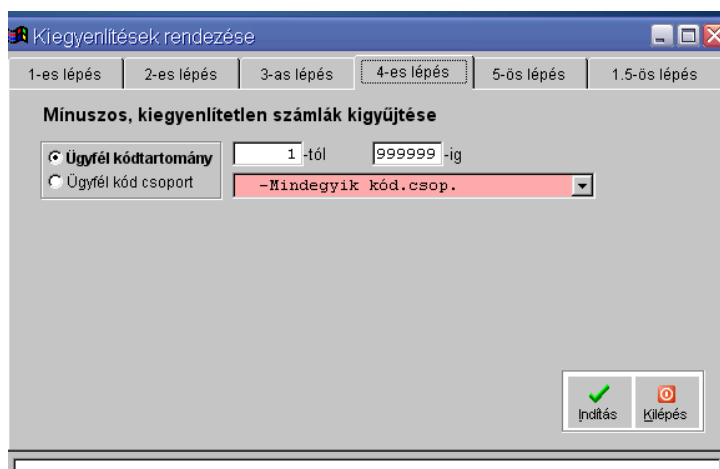 Kiegyenlítések rendezése
1-es lépés 2-es lépés 3-as lépés 4-es lépés 5-ös lépés 1.5-ös lépés
Mínuszos, kiegyenlítetlen számlák kigyűjtése
Ügyfél kódtartomány 1 -tól 999999 -ig
Ügyfél kód csoport -Mindegyik kód.csop.
Indítás Kilépés